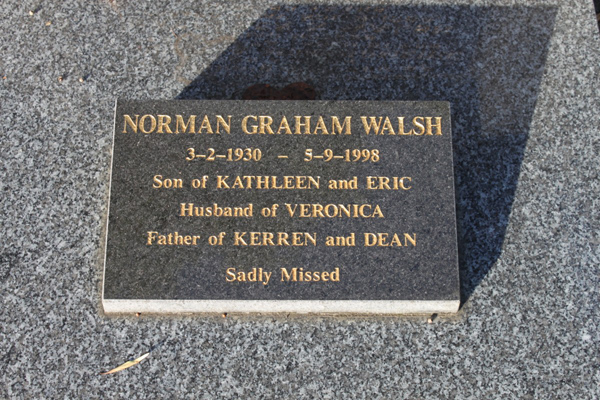 NORMAN GRAHAM WALSH
3–2–1930 – 5–9–1998
Son of KATHLEEN and ERIC
Husband of VERONICA
Father of KERREN and DEAN
Sadly Missed